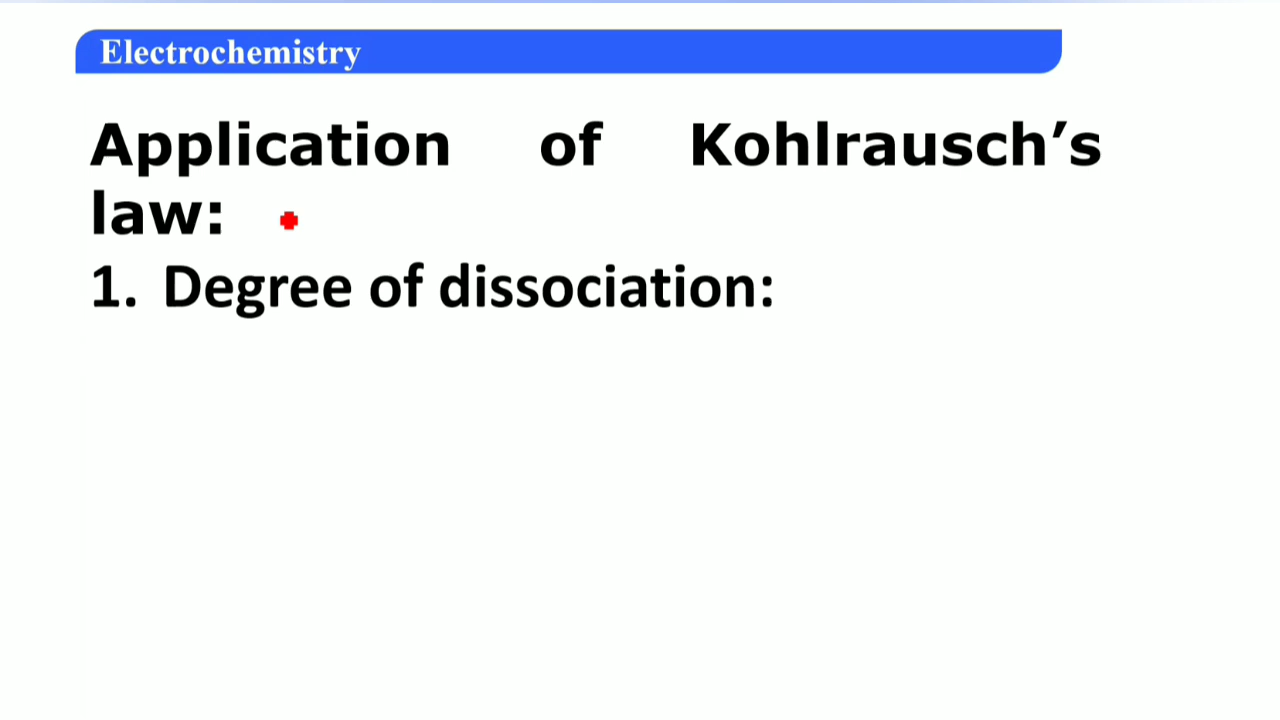 Electrochemistry
Application of Kohlrausch’s
law:
1. Degree of dissociation: